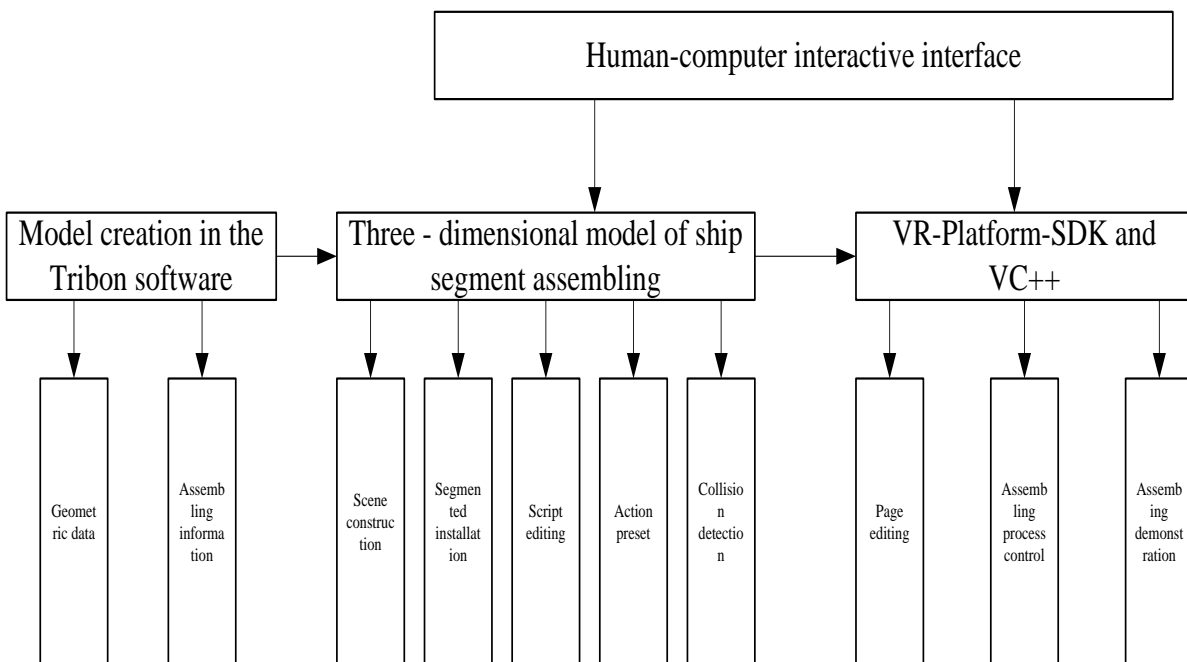 Human-computer interactive interface
Model creation in the
Tribon software
Three - dimensional model of ship
segment assembling
VR-Platform-SDK and
VC++
Geomet
ric data
Assemb
ling
information
Scene
construc
tion
Segmen
ted
installat
ion
Script
editing
Action
preset
Collisio
n
detectio
n
Page
editing
Assemb
ling
process
control
Assemb
ing
demonst
ration